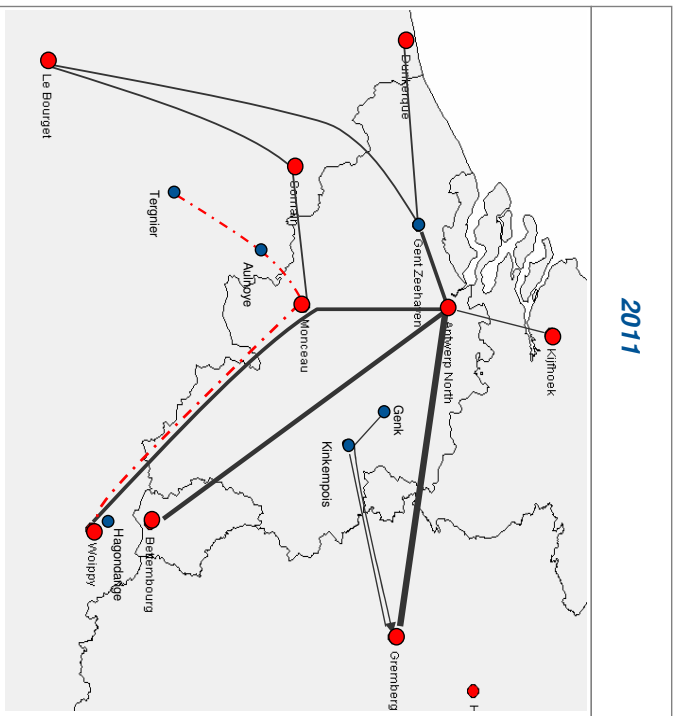 2011
Dunkerque
Le Bourget
Somain
Tergnier
Aulnoye
Gent Zeehaven
Antwerp North
Kijfhoek
Monceau
Genk
Kinkempois
Hagondange
Woippy
Bettembourg
Gremberg
H